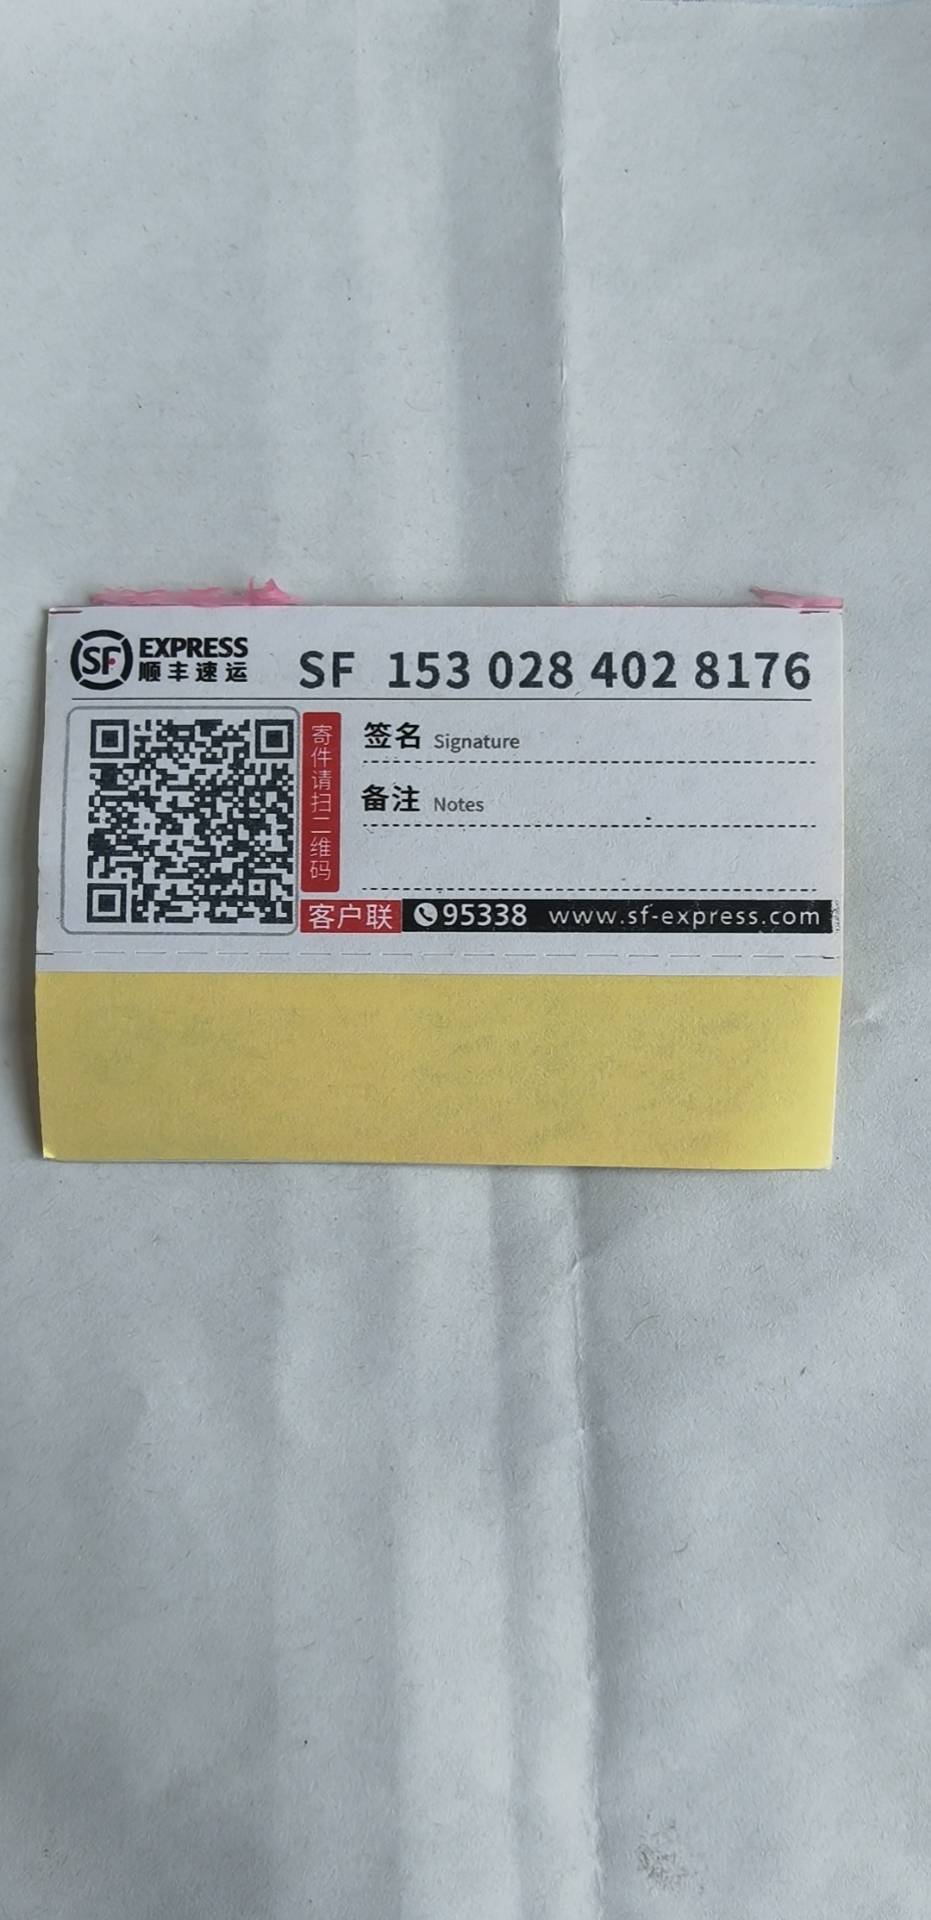 SF EXPRESS
顺丰速运
SF 153 028 402 8176
寄件请扫二维码
签名 Signature
备注 Notes
客户联 95338 www.sf-express.com